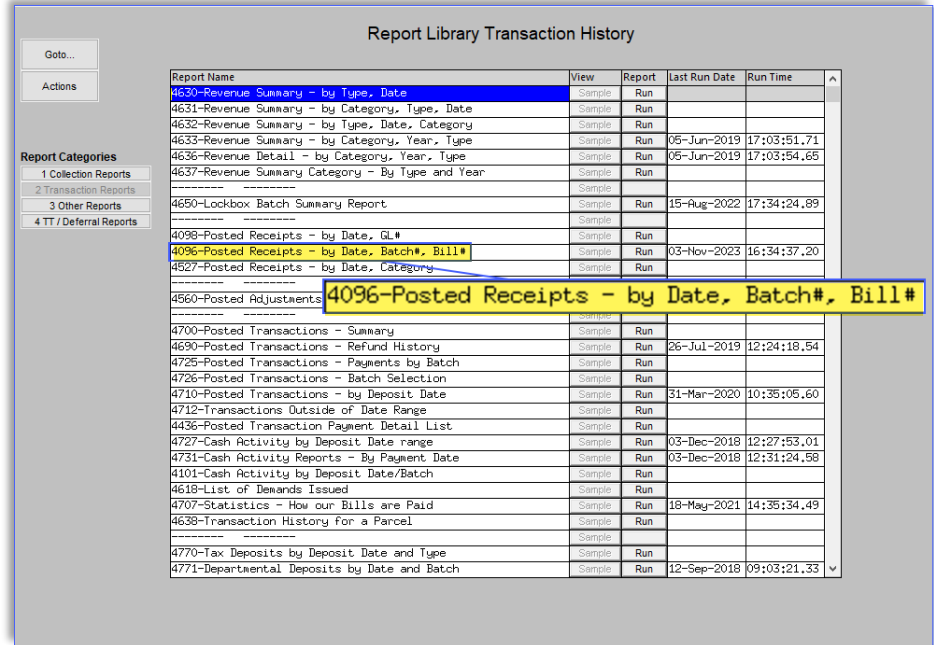 Report Library Transaction History
Goto...
Actions
Report Categories
1 Collection Reports
2 Transaction Reports
3 Other Reports
4 TT / Deferral Reports
Report Name View Report Last Run Date Run Time
4630-Revenue Summary - by Type, Date Sample Run
4631-Revenue Summary - by Category, Type, Date Sample Run
4632-Revenue Summary - by Type, Date, Category Sample Run
4633-Revenue Summary - by Category, Year, Type Sample Run 05-Jun-2019 17:03:51.71
4636-Revenue Detail - by Category, Year, Type Sample Run 05-Jun-2019 17:03:54.65
4637-Revenue Summary Category - By Type and Year Sample Run
-------- -------- Sample
4650-Lockbox Batch Summary Report Sample Run 15-Aug-2022 17:34:24.89
-------- -------- Sample
4098-Posted Receipts - by Date, GL# Sample Run
4096-Posted Receipts - by Date, Batch#, Bill# Sample Run 03-Nov-2023 16:34:37.20
4527-Posted Receipts - by Date, Category Sample Run
-------- --------
4560-Posted Adjustments
4096-Posted Receipts - by Date, Batch#, Bill#
-------- -------- Sample
4700-Posted Transactions - Summary Sample Run
4690-Posted Transactions - Refund History Sample Run 26-Jul-2019 12:24:18.54
4725-Posted Transactions - Payments by Batch Sample Run
4726-Posted Transactions - Batch Selection Sample Run
4710-Posted Transactions - by Deposit Date Sample Run 31-Mar-2020 10:35:05.60
4712-Transactions Outside of Date Range Sample Run
4436-Posted Transaction Payment Detail List Sample Run
4727-Cash Activity by Deposit Date range Sample Run 03-Dec-2018 12:27:53.01
4731-Cash Activity Reports - By Payment Date Sample Run 03-Dec-2018 12:31:24.58
4101-Cash Activity by Deposit Date/Batch Sample Run
4618-List of Demands Issued Sample Run
4707-Statistics - How our Bills are Paid Sample Run 18-May-2021 14:35:34.49
4638-Transaction History for a Parcel Sample Run
-------- -------- Sample
4770-Tax Deposits by Deposit Date and Type Sample Run
4771-Departmental Deposits by Date and Batch Sample Run 12-Sep-2018 09:03:21.33